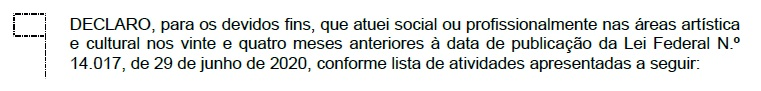 DECLARO, para os devidos fins, que atuei social ou profissionalmente nas áreas artística
e cultural nos vinte e quatro meses anteriores à data de publicação da Lei Federal N.º
14.017, de 29 de junho de 2020, conforme lista de atividades apresentadas a seguir: